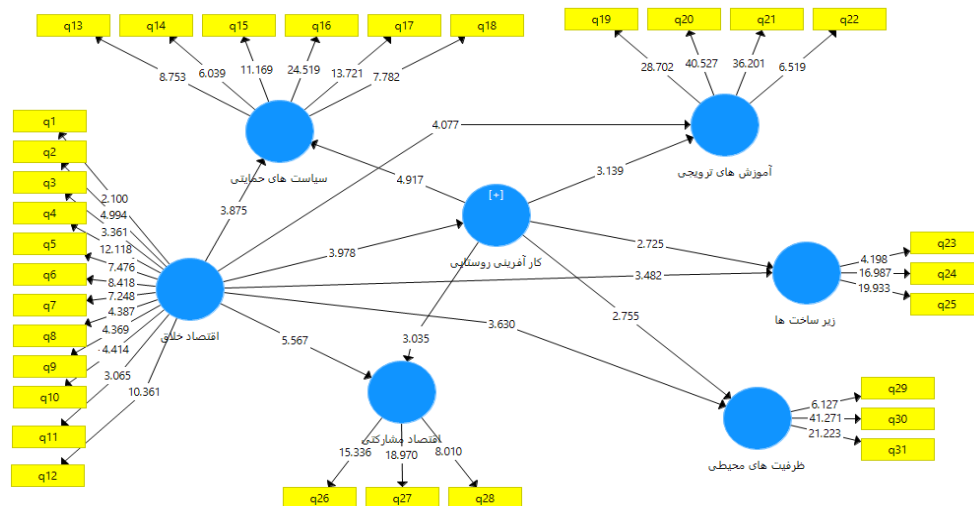 q13 q14 q15 q16 q17 q18
q19 q20 q21 q22
8.753 6.039 11.169 24.519 13.721 7.782
28.702 40.527 36.201 6.519
سیاست های حمایتی
آموزش های ترویجی
q1
q2
q3
q4
q5
q6
q7
q8
q9
q10
q11
q12
2.100
4.994
3.361
12.118
7.476
8.418
7.248
4.387
4.369
4.414
3.065
10.361
اقتصاد خلاق
3.875
4.077
4.917
3.139
3.978
[+]
کار آفرینی روستایی
2.725
3.482
3.630
2.755
5.567
3.035
زیر ساخت ها
4.198
16.987
19.933
q23
q24
q25
اقتصاد مشارکتی
15.336 18.970 8.010
q26 q27 q28
ظرفیت های محیطی
6.127
41.271
21.223
q29
q30
q31